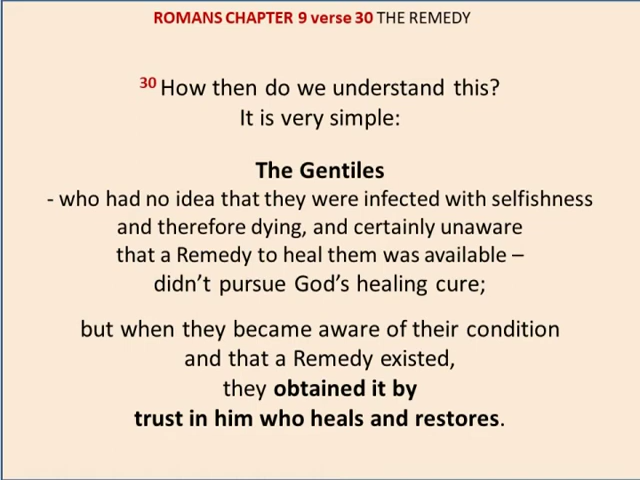 ROMANS CHAPTER 9 verse 30 THE REMEDY
30 How then do we understand this?
It is very simple:
The Gentiles
- who had no idea that they were infected with selfishness
and therefore dying, and certainly unaware
that a Remedy to heal them was available –
didn’t pursue God’s healing cure;
but when they became aware of their condition
and that a Remedy existed,
they obtained it by
trust in him who heals and restores.